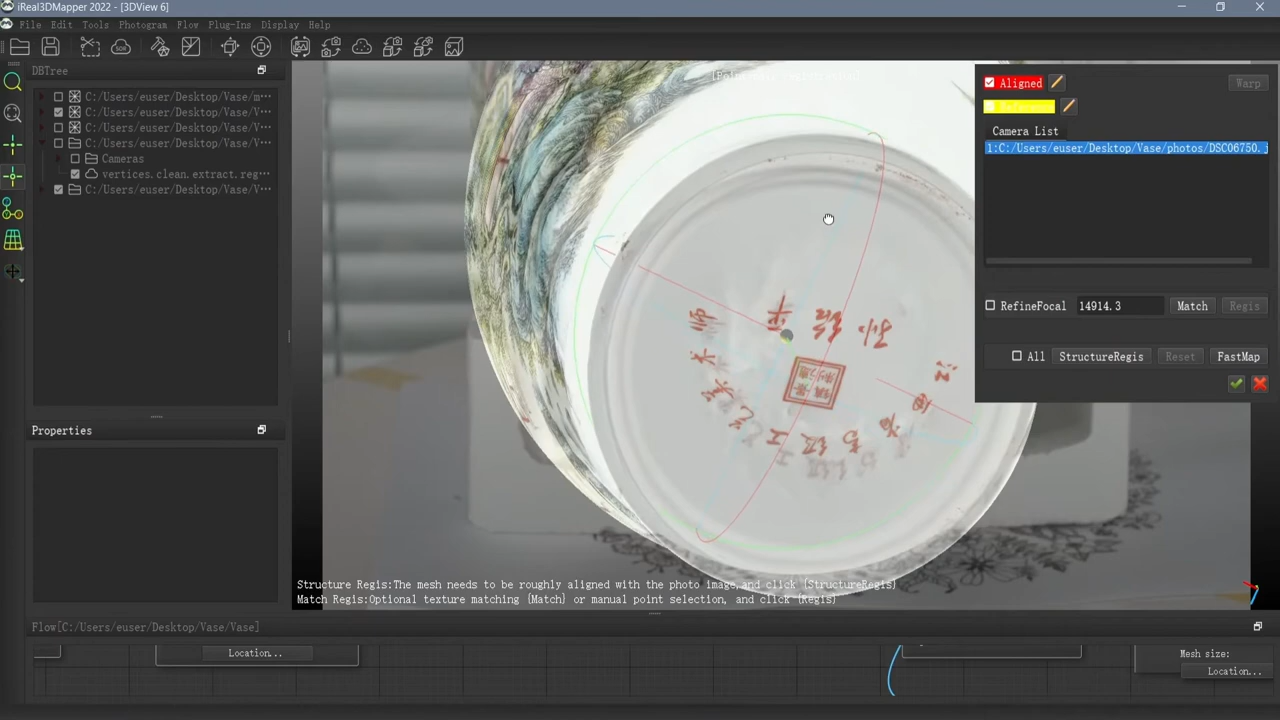 iReal3DMapper 2022 - [3DView 6]
File Edit Tools Photogram Flow Plug-Ins Display Help
DBTree
C:/Users/euser/Desktop/Vase/m···
C:/Users/euser/Desktop/Vase/V···
C:/Users/euser/Desktop/Vase/V···
C:/Users/euser/Desktop/Vase/V···
Cameras
vertices.clean.extract.reg···
C:/Users/euser/Desktop/Vase/V···
Properties
Aligned
Warp
Camera List
1:C:/Users/euser/Desktop/Vase/photos/DSC06750.j
RefineFocal 14914.3 Match Regis
All StructureRegis Reset FastMap
Structure Regis:The mesh needs to be roughly aligned with the photo image,and click {StructureRegis}
Match Regis:Optional texture matching {Match} or manual point selection, and click {Regis}
Flow[C:/Users/euser/Desktop/Vase/Vase]
Location...
Mesh size:
Location...